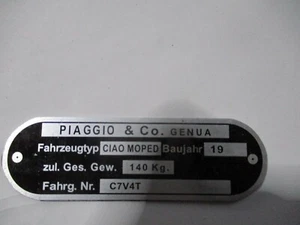 PIAGGIO & Co. GENUA
Fahrzeugtyp CIAO MOPED Baujahr 19
zul. Ges. Gew. 140 Kg.
Fahrg. Nr. C7V4T